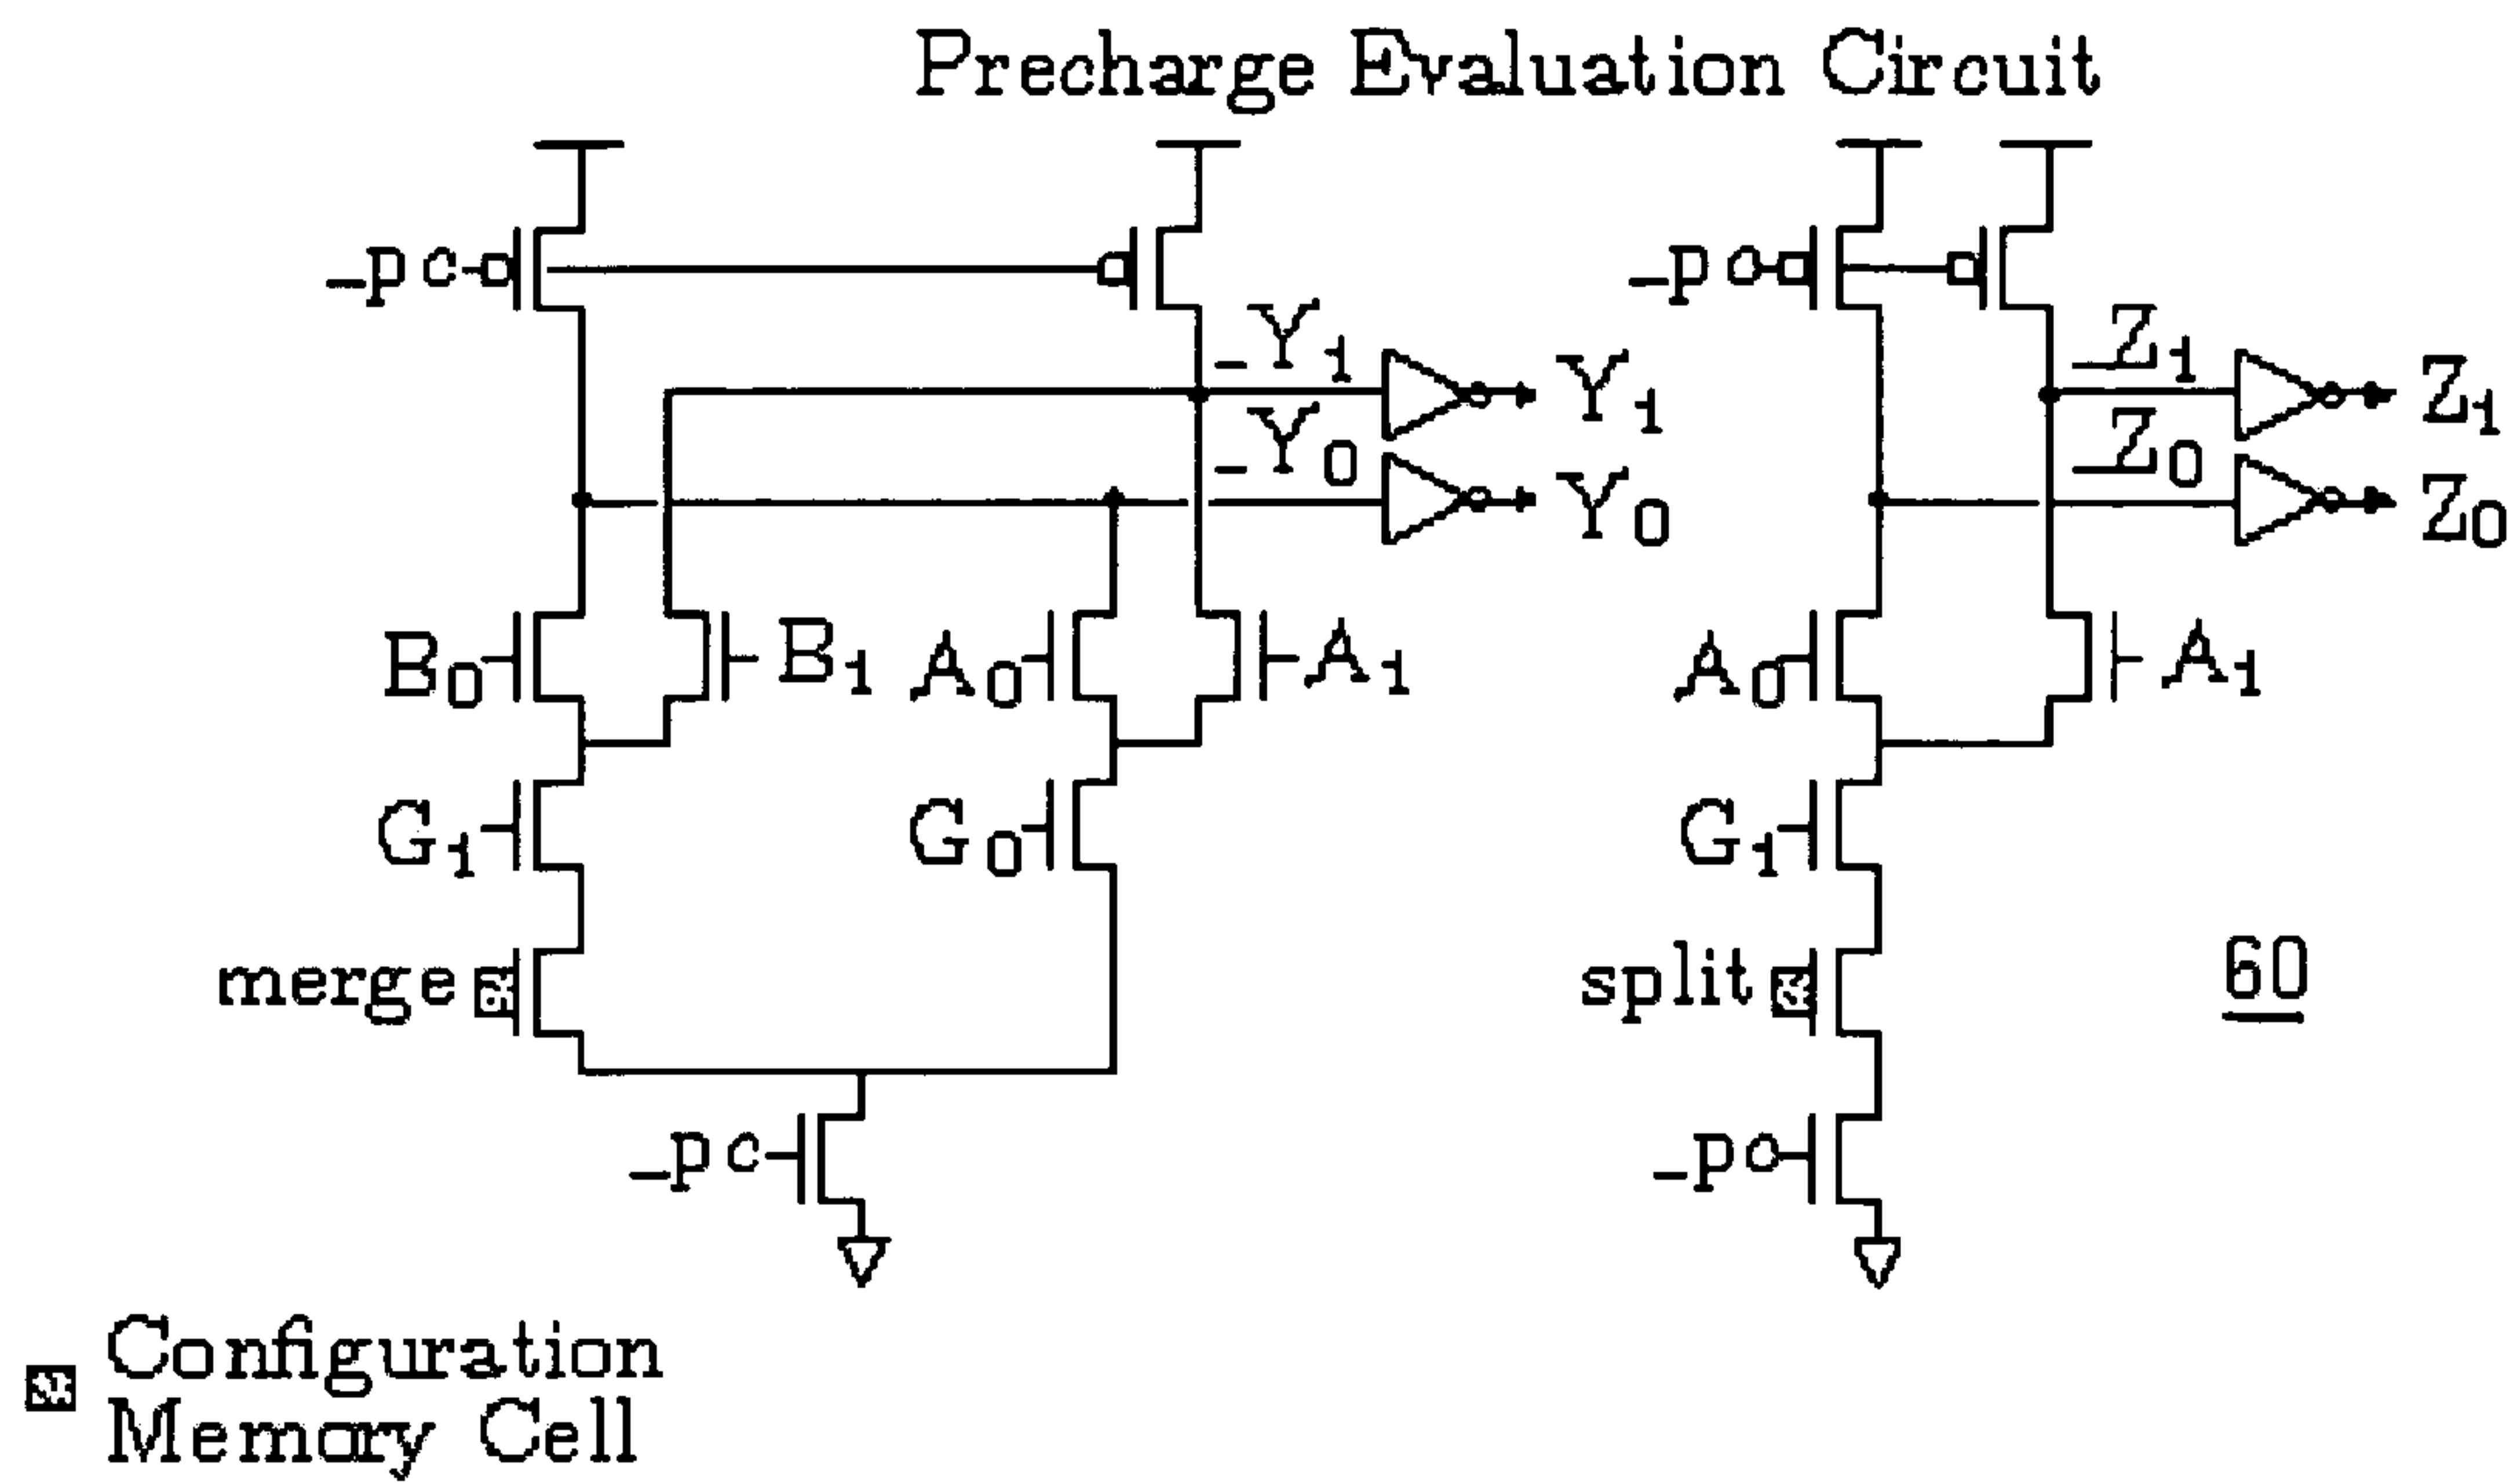 Precharge Evaluation Circuit
_pc
_pc
_Y1
Y1
_Z1
Z1
_Y0
Y0
_Z0
Z0
B0
B1
A0
A1
A0
A1
G1
G0
G1
merge
split
60
_pc
_pc
Configuration
Memory Cell